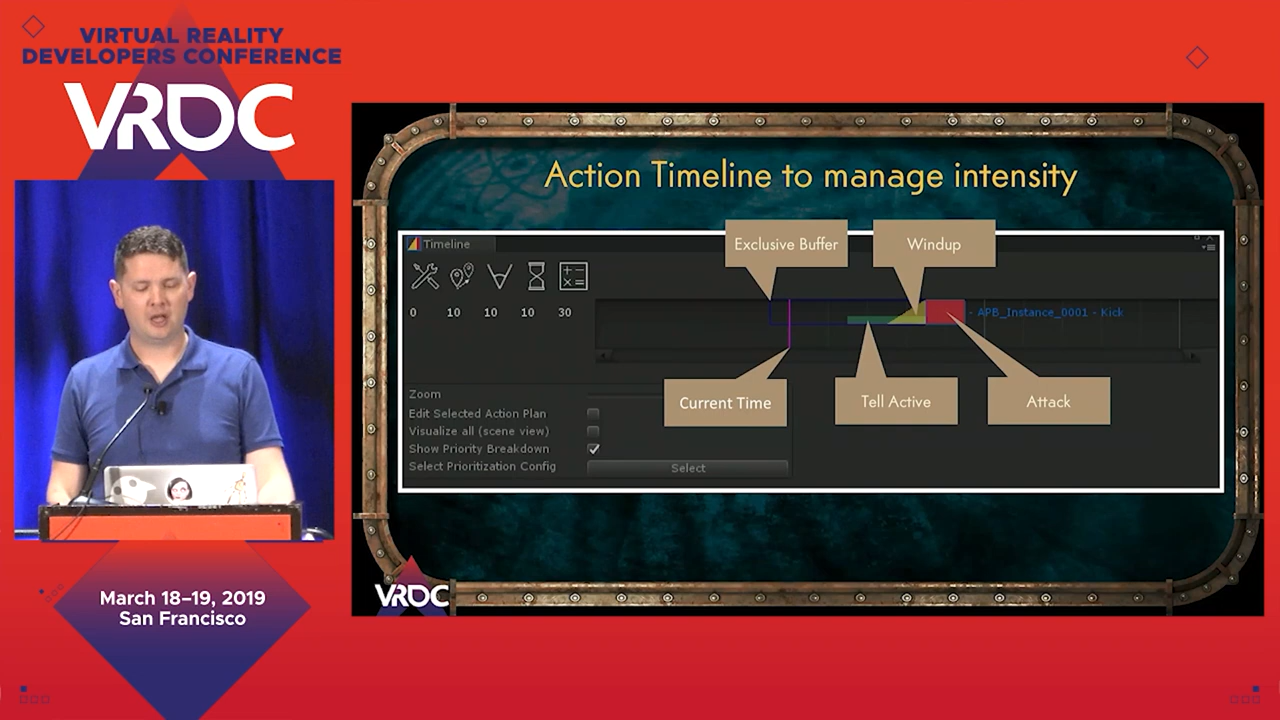 VIRTUAL REALITY
DEVELOPERS CONFERENCE
VRDC
Action Timeline to manage intensity
Exclusive Buffer
Windup
Timeline
0 10 10 10 30
- APB_Instance_0001 - Kick
Current Time
Tell Active
Attack
Zoom
Edit Selected Action Plan
Visualize all (scene view)
Show Priority Breakdown
Select Prioritization Config
Select
VRDC
March 18–19, 2019
San Francisco